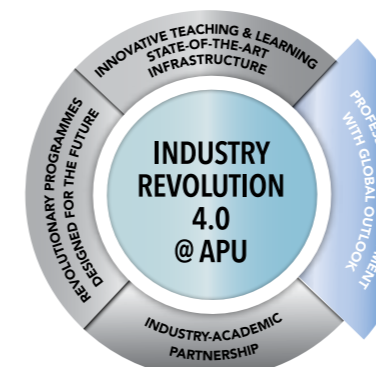 INNOVATIVE TEACHING & LEARNING
STATE-OF-THE-ART
INFRASTRUCTURE
REVOLUTIONARY PROGRAMMES
DESIGNED FOR THE FUTURE
INDUSTRY
REVOLUTION
4.0
@ APU
WITH GLOBAL OUTLOOK
INDUSTRY-ACADEMIC
PARTNERSHIP